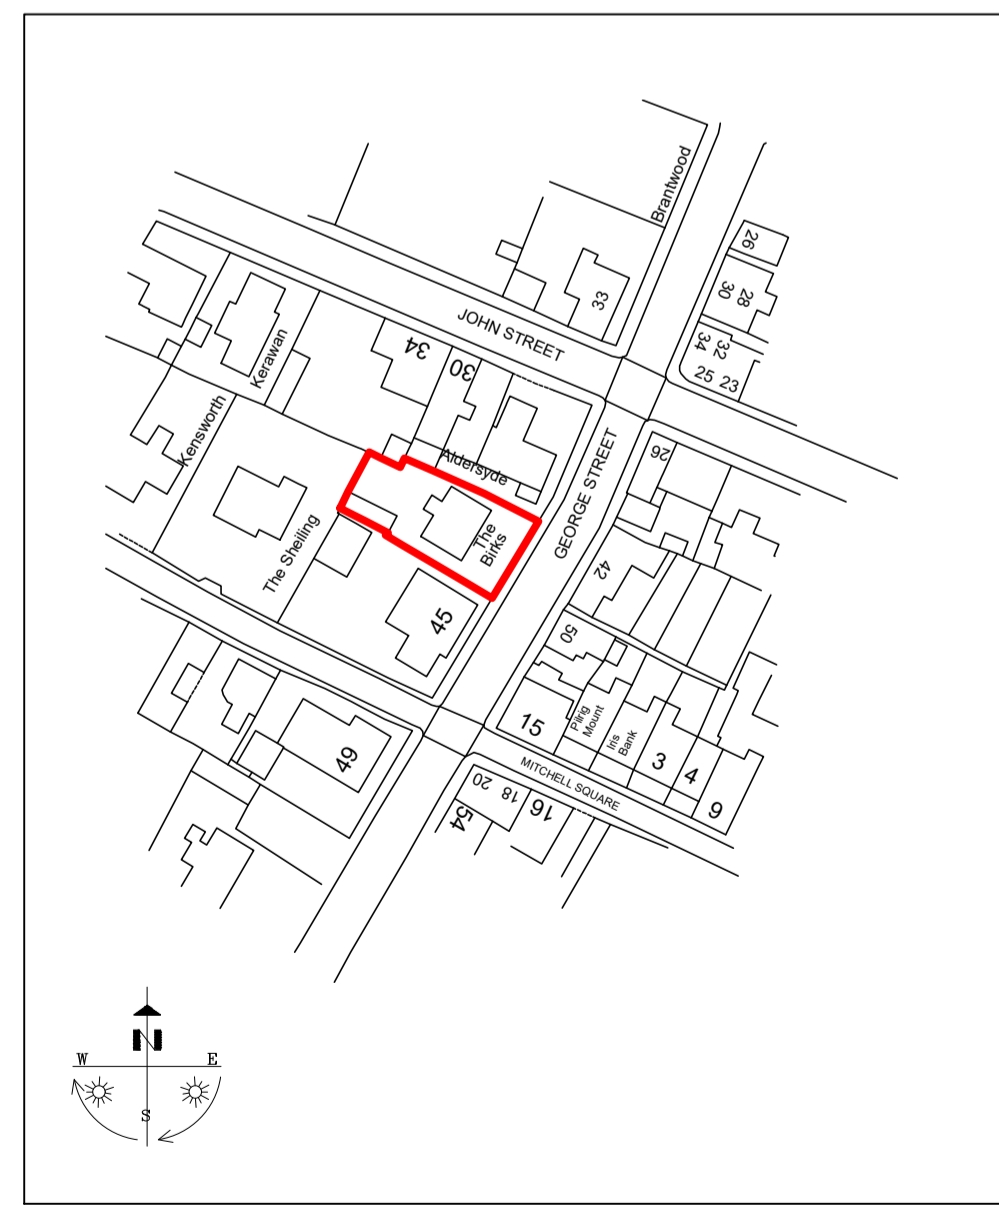 Brantwood
26
28
30
33
JOHN STREET
32
34
34
25 23
30
Kerawan
Kensworth
Aldersyde
GEORGE STREET
26
The
Birks
The Sheiling
42
45
50
15
Pilrig
Mount
Iris
Bank
3
4
9
49
MITCHELL SQUARE
20
18
16
54
N
W
E
S